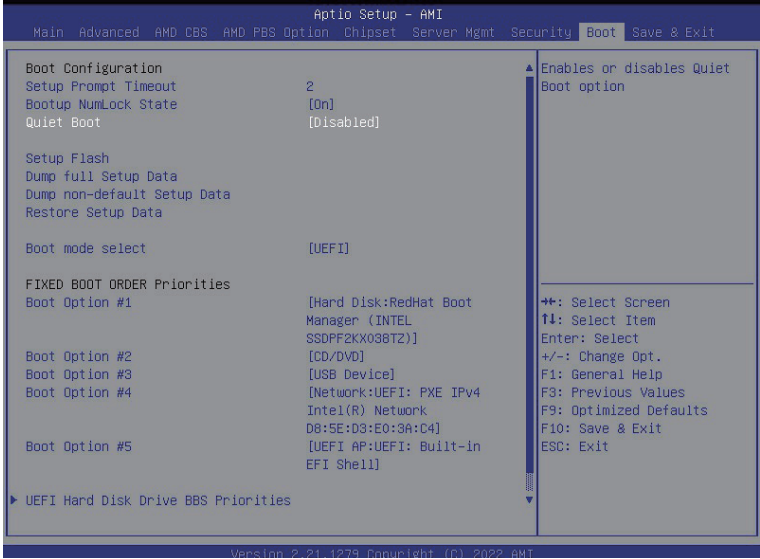 Aptio Setup - AMI
Main Advanced AMD CBS AMD PBS Option Chipset Server Mgmt Security Boot Save & Exit
Boot Configuration
Setup Prompt Timeout 2
Bootup NumLock State [On]
Quiet Boot [Disabled]
Setup Flash
Dump full Setup Data
Dump non-default Setup Data
Restore Setup Data
Boot mode select [UEFI]
FIXED BOOT ORDER Priorities
Boot Option #1 [Hard Disk:RedHat Boot
Manager (INTEL
SSDPF2KX038TZ)]
Boot Option #2 [CD/DVD]
Boot Option #3 [USB Device]
Boot Option #4 [Network:UEFI: PXE IPv4
Intel(R) Network
D8:5E:D3:E0:3A:C4]
Boot Option #5 [UEFI AP:UEFI: Built-in
EFI Shell]
UEFI Hard Disk Drive BBS Priorities
Enables or disables Quiet
Boot option
→←: Select Screen
↑↓: Select Item
Enter: Select
+/-: Change Opt.
F1: General Help
F3: Previous Values
F9: Optimized Defaults
F10: Save & Exit
ESC: Exit
Version 2.21.1279 Copyright (C) 2022 AMI